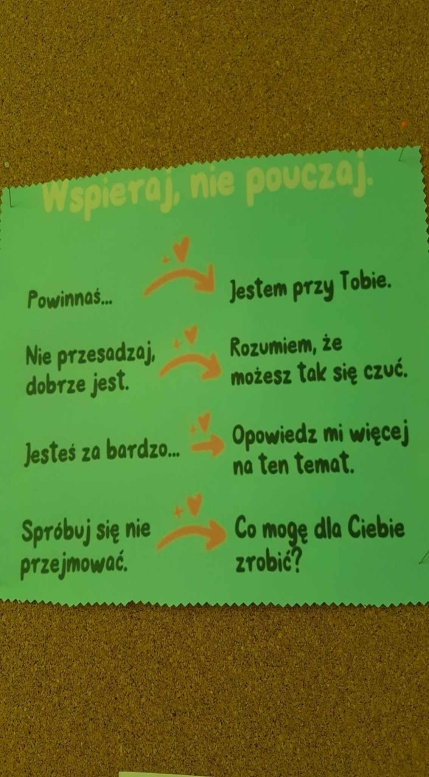 Wspieraj, nie pouczaj.
Powinnaś...
Jestem przy Tobie.
Nie przesadzaj,
dobrze jest.
Rozumiem, że
możesz tak się czuć.
Jesteś za bardzo...
Opowiedz mi więcej
na ten temat.
Spróbuj się nie
przejmować.
Co mogę dla Ciebie
zrobić?